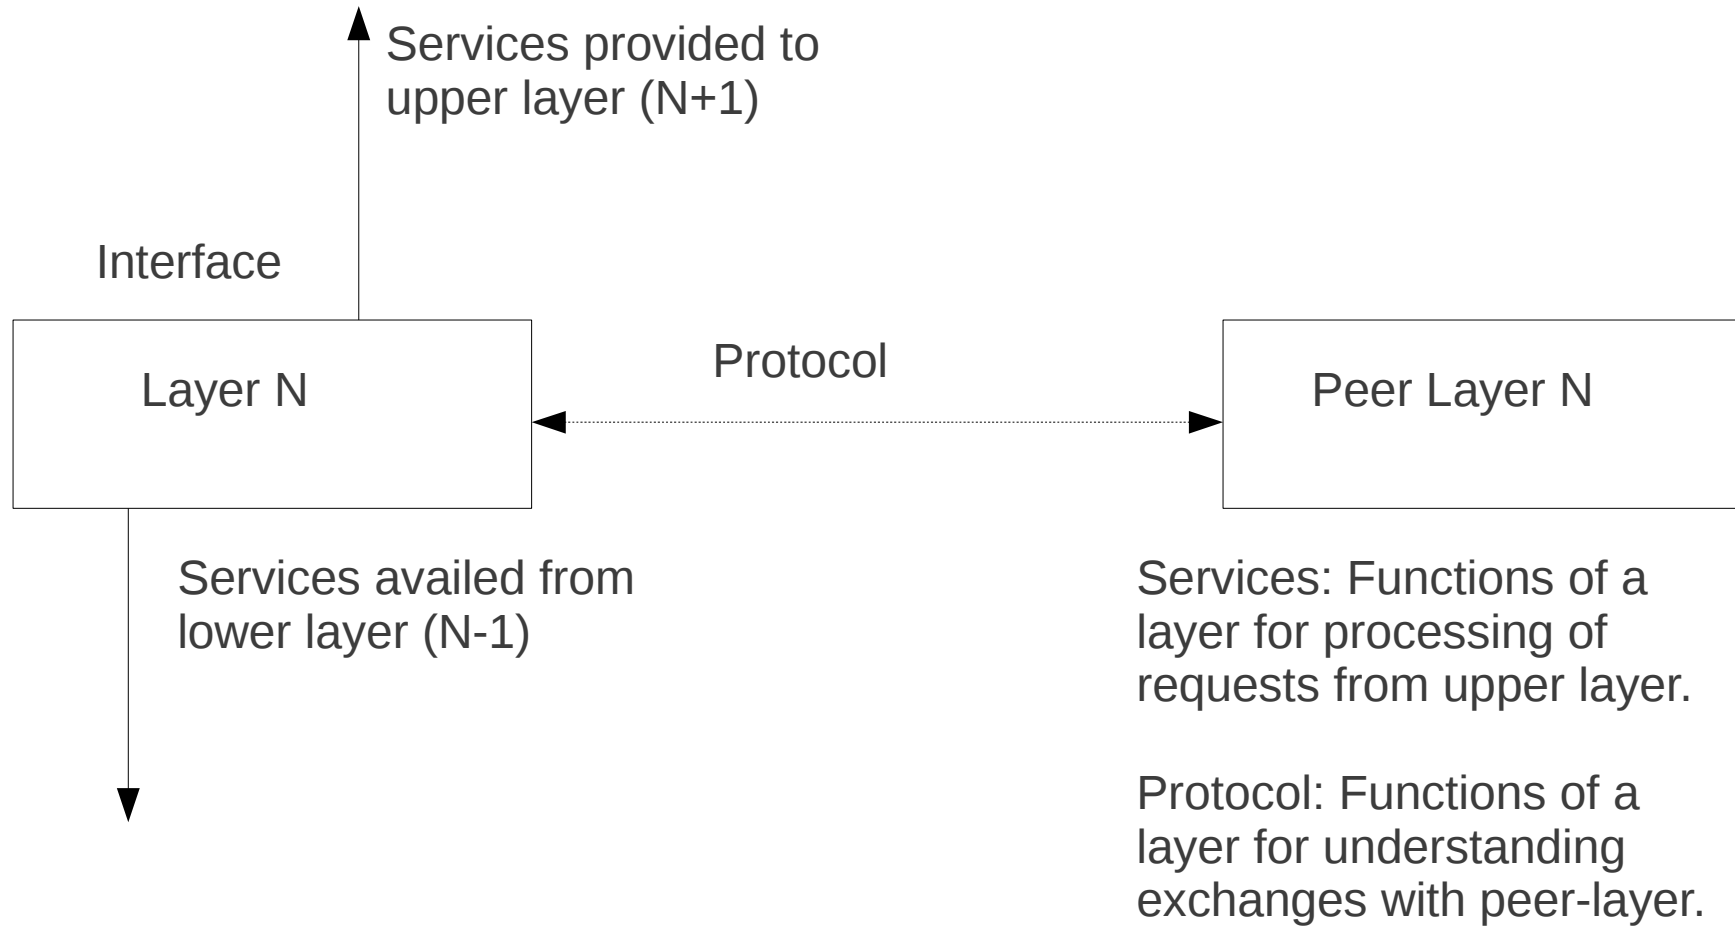 Services provided to
upper layer (N+1)
Interface
Layer N
Protocol
Peer Layer N
Services availed from
lower layer (N-1)
Services: Functions of a
layer for processing of
requests from upper layer.
Protocol: Functions of a
layer for understanding
exchanges with peer-layer.